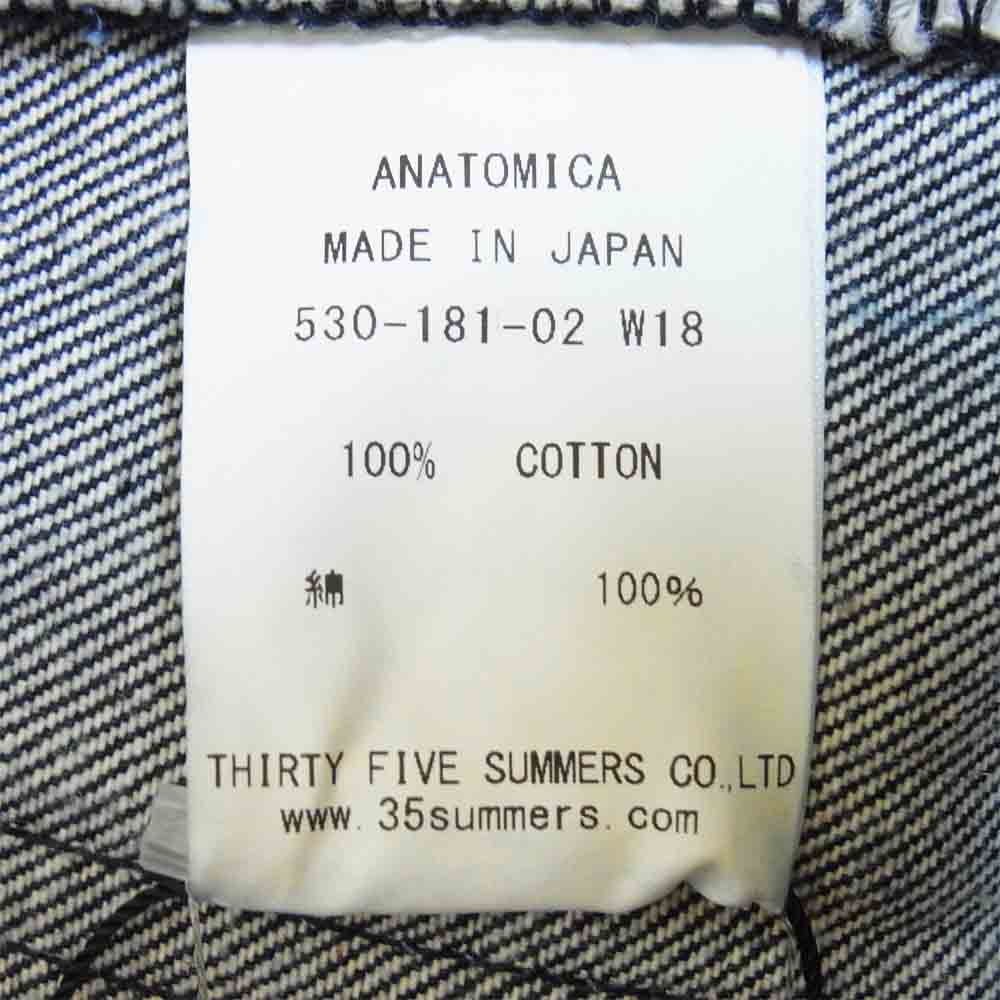 ANATOMICA
MADE IN JAPAN
530-181-02 W18
100% COTTON
綿 100%
THIRTY FIVE SUMMERS CO.,LTD
www.35summers.com